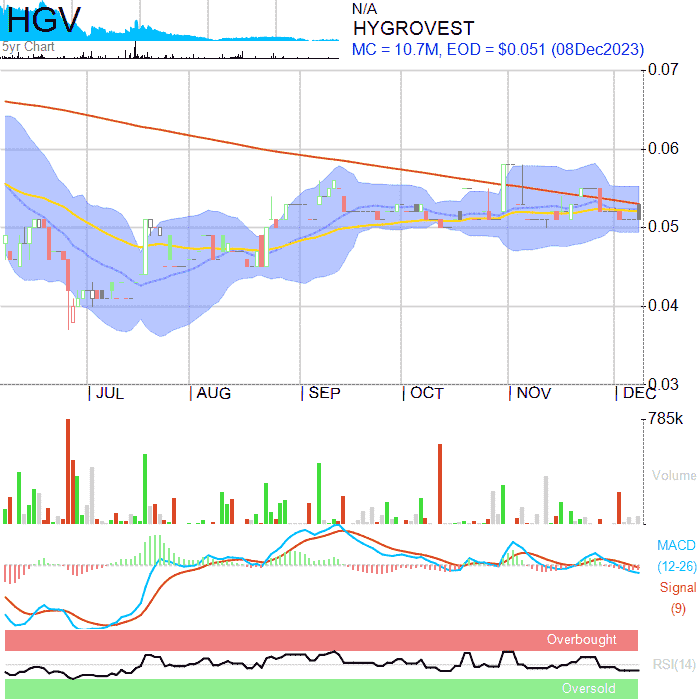 HGV
5yr Chart
N/A
HYGROVEST
MC = 10.7M, EOD = $0.051 (08Dec2023)
0.07
0.06
0.05
0.04
0.03
JUL AUG SEP OCT NOV DEC
785k
Volume
MACD
(12-26)
Signal
(9)
Overbought
RSI(14)
Oversold